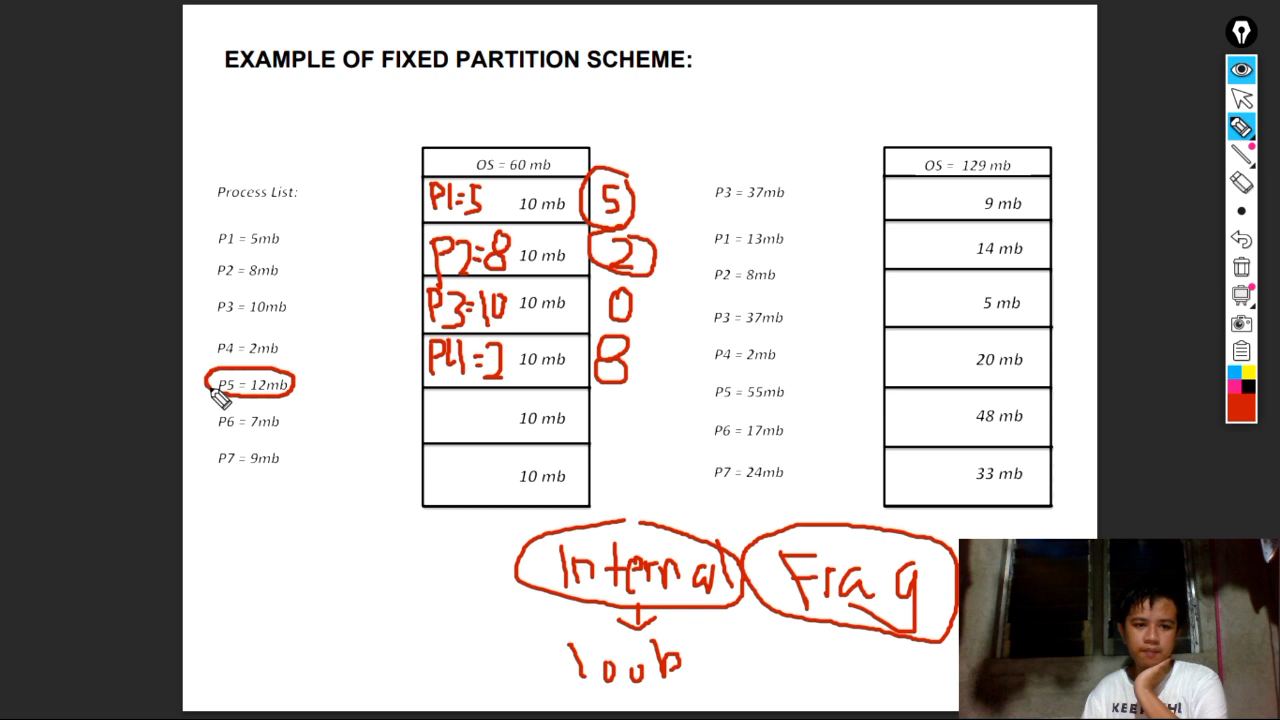 EXAMPLE OF FIXED PARTITION SCHEME:
OS = 60 mb
Process List:
P1 = 5mb
P2 = 8mb
P3 = 10mb
P4 = 2mb
P5 = 12mb
P6 = 7mb
P7 = 9mb
P1=5 10 mb 5
P2=8 10 mb 2
P3=10 10 mb 0
P4=2 10 mb 8
10 mb
10 mb
P3 = 37mb
P1 = 13mb
P2 = 8mb
P3 = 37mb
P4 = 2mb
P5 = 55mb
P6 = 17mb
P7 = 24mb
OS = 129 mb
9 mb
14 mb
5 mb
20 mb
48 mb
33 mb
Internal Frag
loob